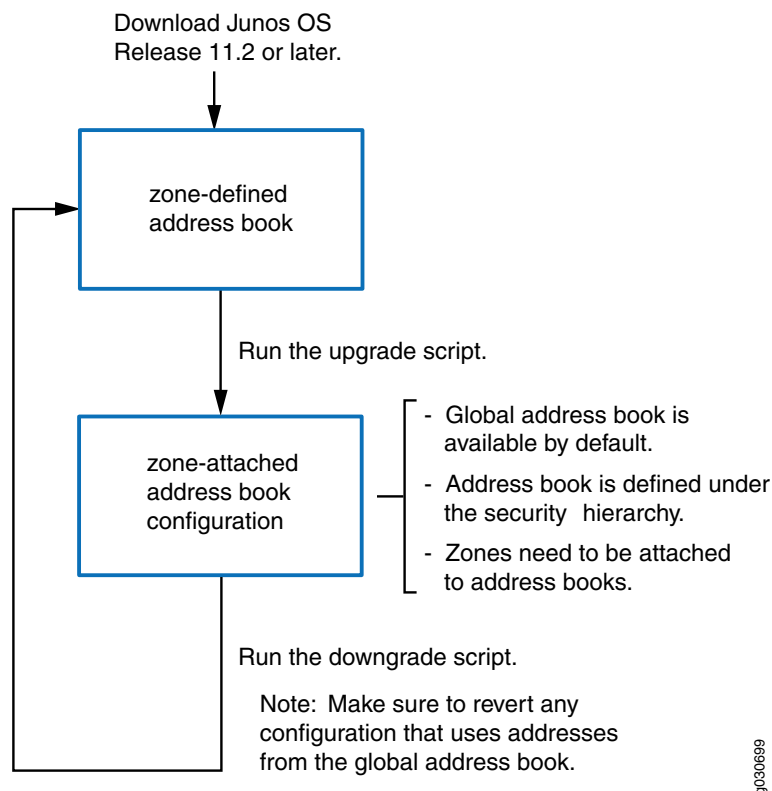 Download Junos OS
Release 11.2 or later.
zone-defined
address book
Run the upgrade script.
zone-attached
address book
configuration
- Global address book is
available by default.
- Address book is defined under
the security hierarchy.
- Zones need to be attached
to address books.
Run the downgrade script.
Note: Make sure to revert any
configuration that uses addresses
from the global address book.
g030699